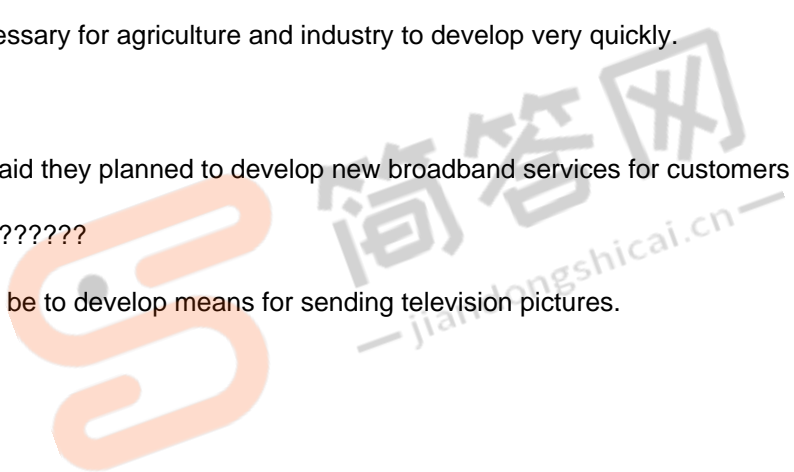 essary for agriculture and industry to develop very quickly.
aid they planned to develop new broadband services for customers
??????
be to develop means for sending television pictures.
简答网
jiandongshicai.cn